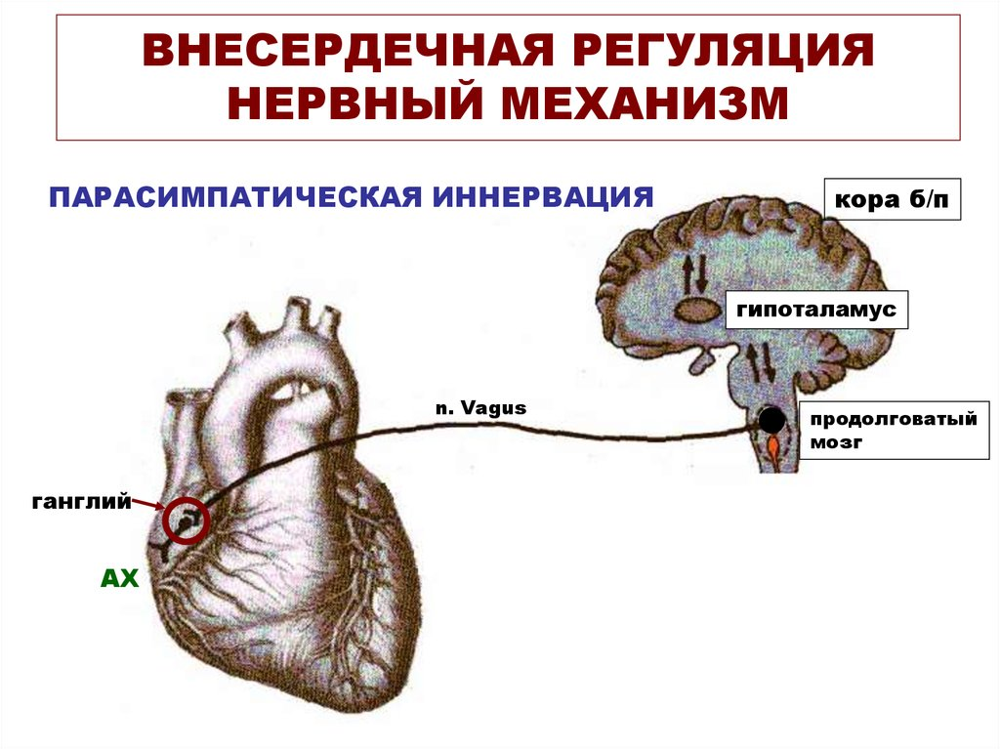 ВНЕСЕРДЕЧНАЯ РЕГУЛЯЦИЯ
НЕРВНЫЙ МЕХАНИЗМ
ПАРАСИМПАТИЧЕСКАЯ ИННЕРВАЦИЯ
кора б/п
гипоталамус
n. Vagus
продолговатый
мозг
ганглий
АХ